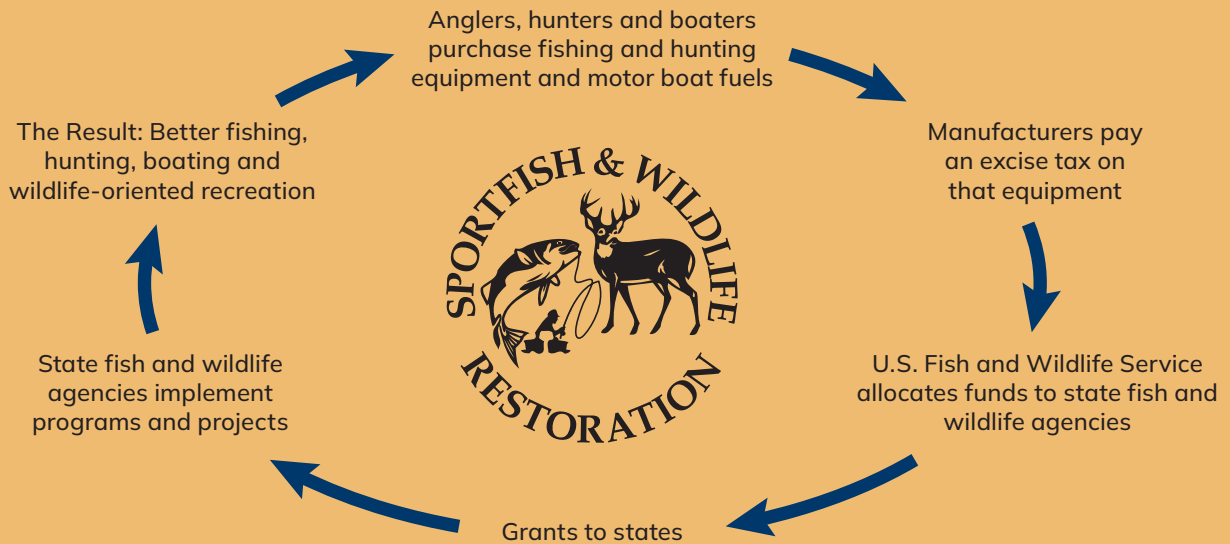 Anglers, hunters and boaters
purchase fishing and hunting
equipment and motor boat fuels
Manufacturers pay
an excise tax on
that equipment
U.S. Fish and Wildlife Service
allocates funds to state fish and
wildlife agencies
Grants to states
State fish and wildlife
agencies implement
programs and projects
The Result: Better fishing,
hunting, boating and
wildlife-oriented recreation
SPORTFISH & WILDLIFE
RESTORATION